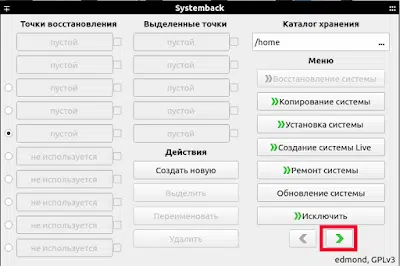 Systemback
Точки восстановления
пустой
пустой
пустой
пустой
пустой
не используется
не используется
не используется
не используется
не используется
Выделенные точки
пустой
пустой
пустой
пустой
пустой
Действия
Создать новую
Выделить
Переименовать
Удалить
Каталог хранения
/home ...
Меню
Восстановление системы
Копирование системы
Установка системы
Создание системы Live
Ремонт системы
Обновление системы
Исключить
edmond, GPLv3